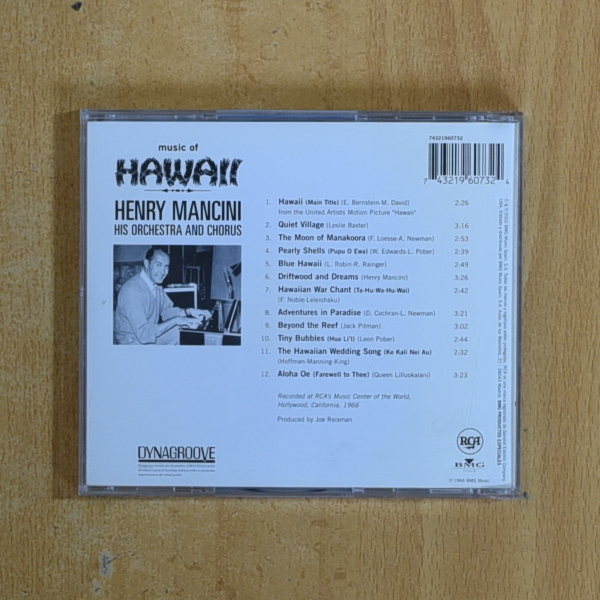 music of
HAWAII
HENRY MANCINI
HIS ORCHESTRA AND CHORUS
74321960732
7 43219 60732 4
1. Hawaii (Main Title) (E. Bernstein-M. David) 2:26
from the United Artists Motion Picture "Hawaii"
2. Quiet Village (Leslie Baxter) 3:16
3. The Moon of Manakoora (F. Loesse-A. Newman) 2:53
4. Pearly Shells (Pupu O Ewa) (W. Edwards-L. Pober) 2:39
5. Blue Hawaii (L. Robin-R. Rainger) 2:49
6. Driftwood and Dreams (Henry Mancini) 3:26
7. Hawaiian War Chant (Ta-Hu-Wa-Hu-Wai) 2:42
(F. Noble-Leleiohaku)
8. Adventures in Paradise (D. Cochran-L. Newman) 3:21
9. Beyond the Reef (Jack Pitman) 3:02
10. Tiny Bubbles (Hua Li'l) (Leon Pober) 2:44
11. The Hawaiian Wedding Song (Ke Kali Nei Au) 2:32
(Hoffman-Manning-King)
12. Aloha Oe (Farewell to Thee) (Queen Lilluokalani) 3:23
Recorded at RCA's Music Center of the World,
Hollywood, California, 1966
Produced by Joe Reisman
DYNAGROOVE
RCA
BMG
© 1966 BMG Music